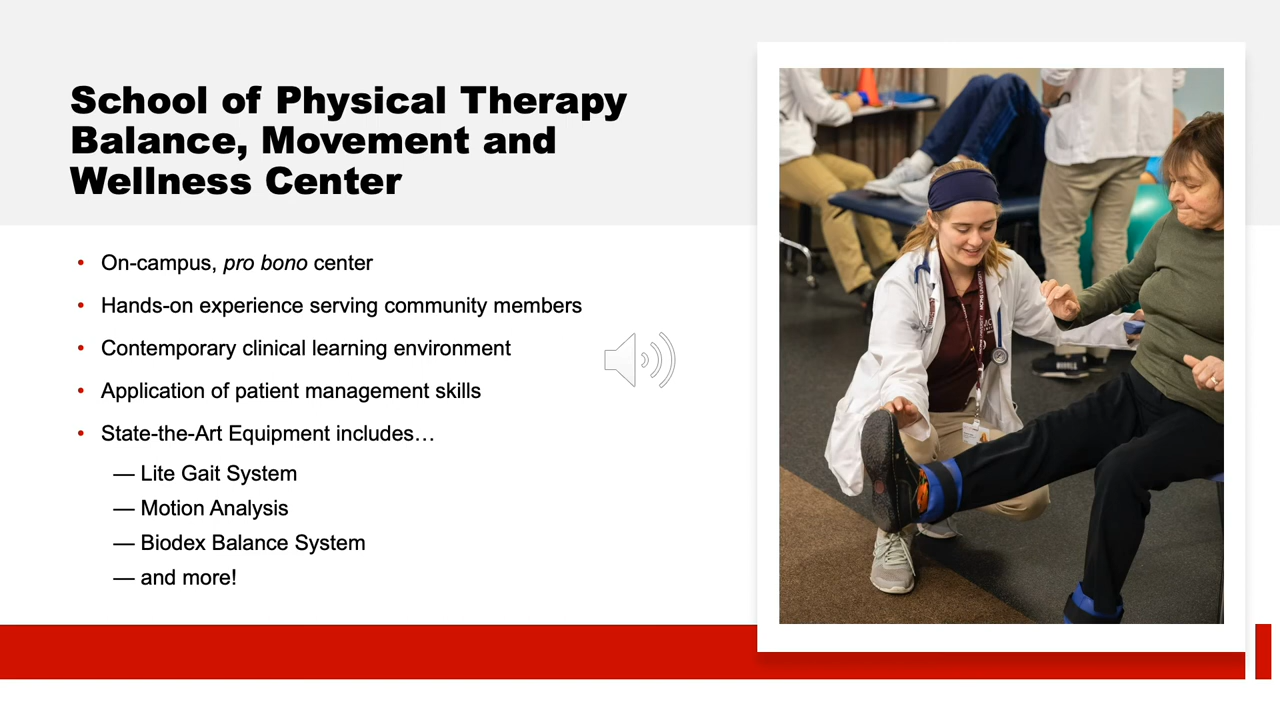 School of Physical Therapy
Balance, Movement and
Wellness Center
• On-campus, pro bono center
• Hands-on experience serving community members
• Contemporary clinical learning environment
• Application of patient management skills
• State-the-Art Equipment includes…
— Lite Gait System
— Motion Analysis
— Biodex Balance System
— and more!